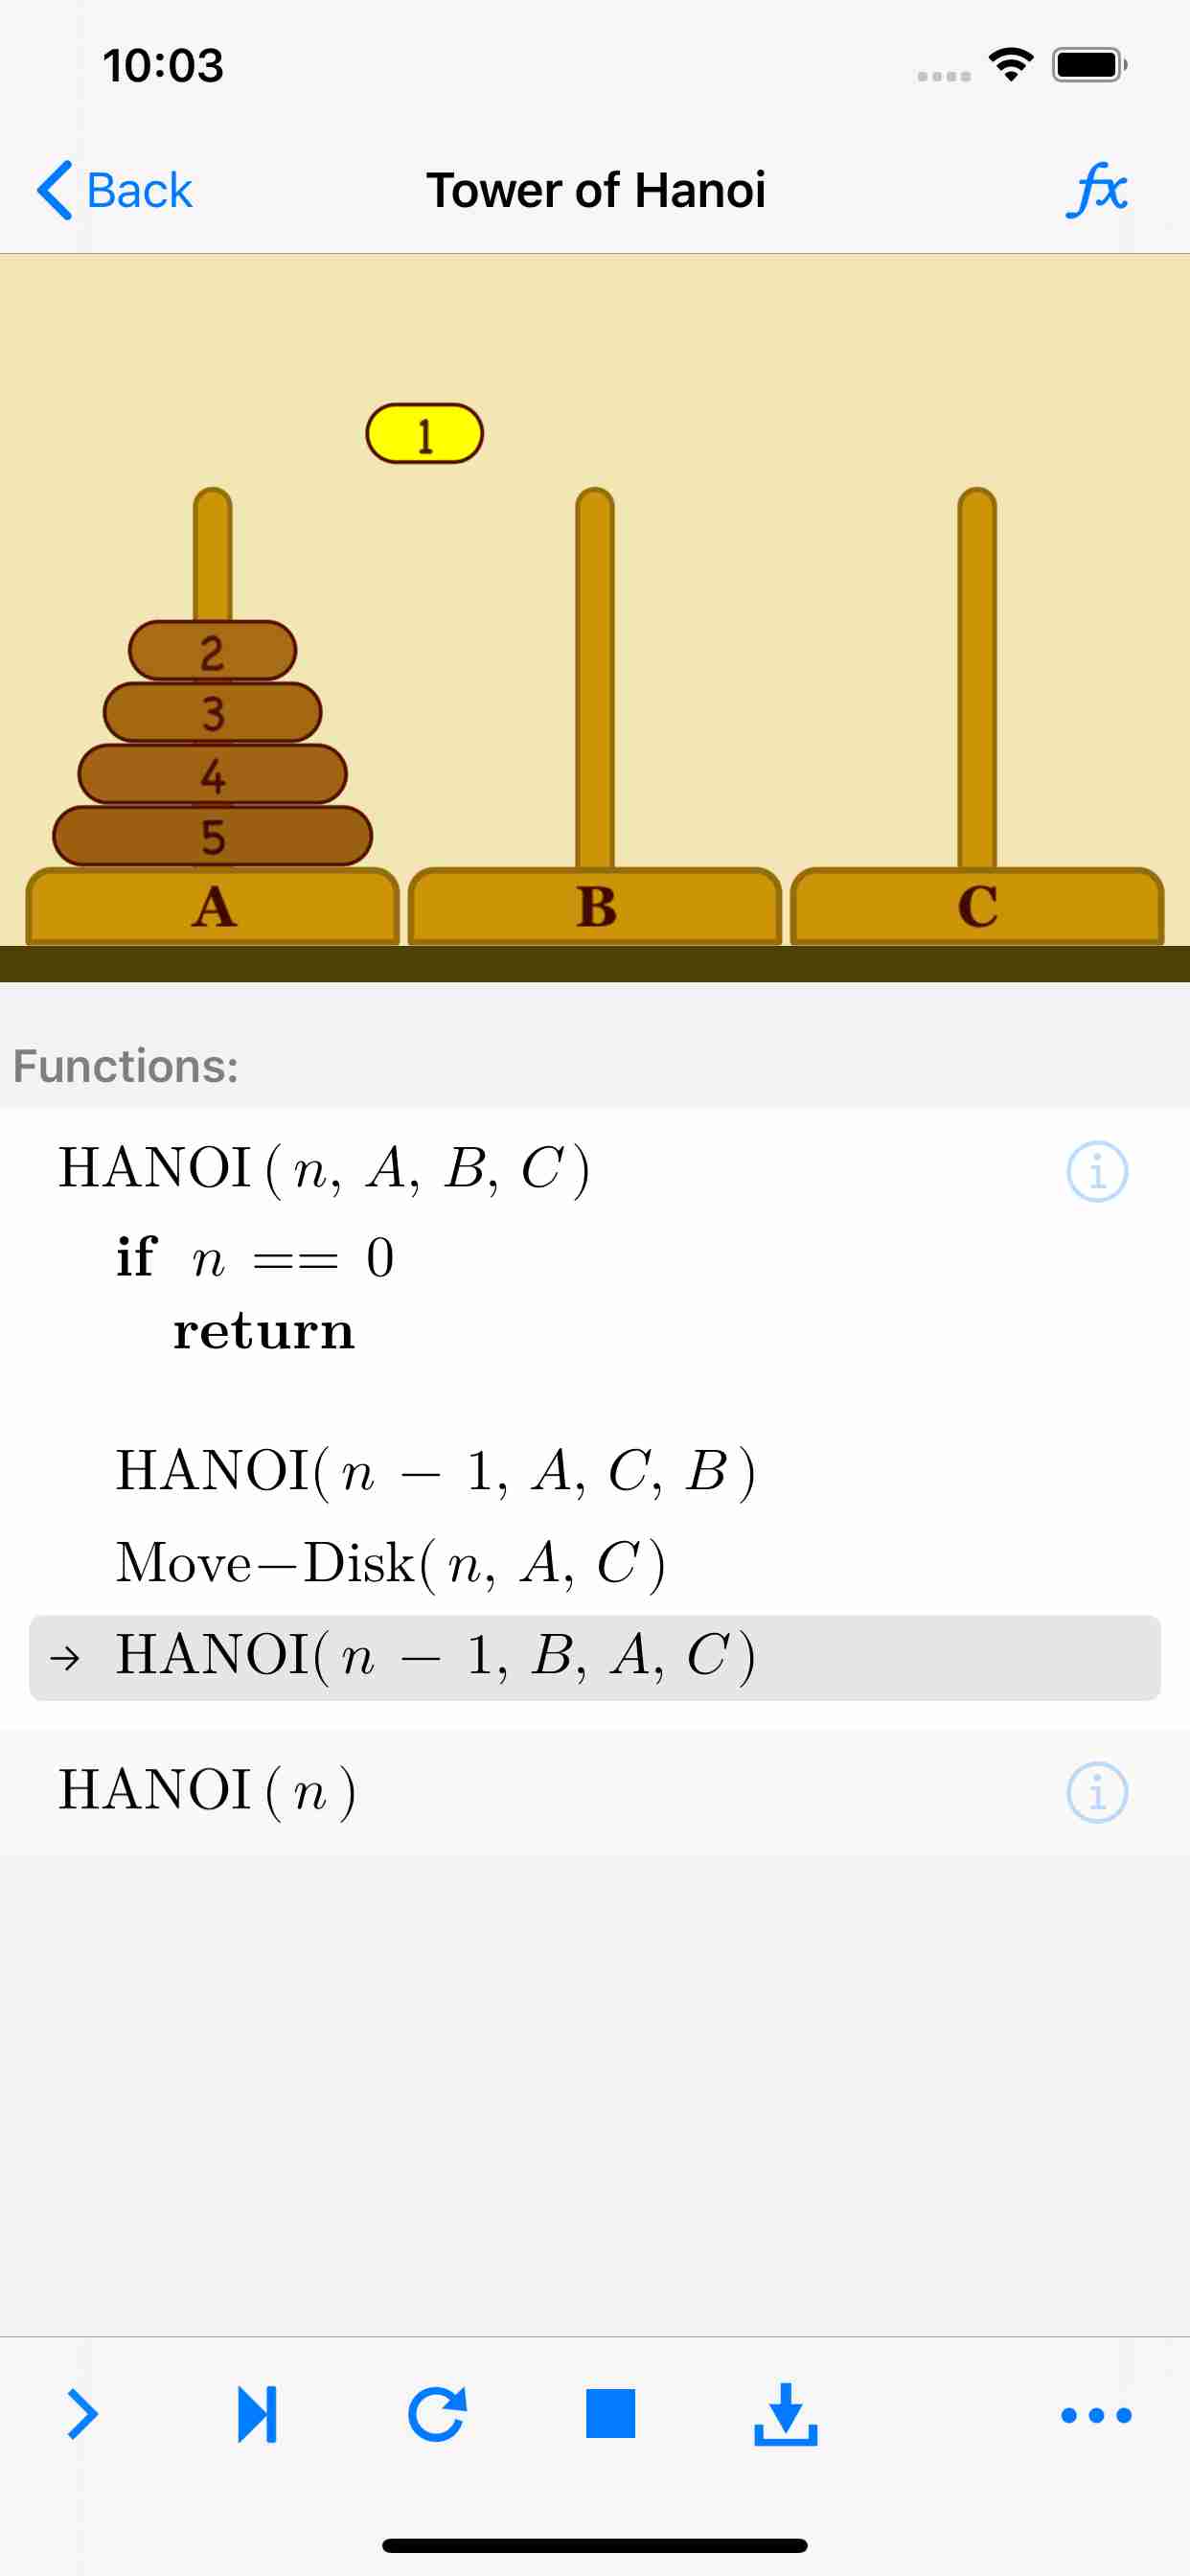 10:03
Back
Tower of Hanoi
fx
1
2
3
4
5
A
B
C
Functions:
HANOI(n, A, B, C)
if n == 0
return
HANOI(n − 1, A, C, B)
Move−Disk(n, A, C)
→ HANOI(n − 1, B, A, C)
HANOI(n)